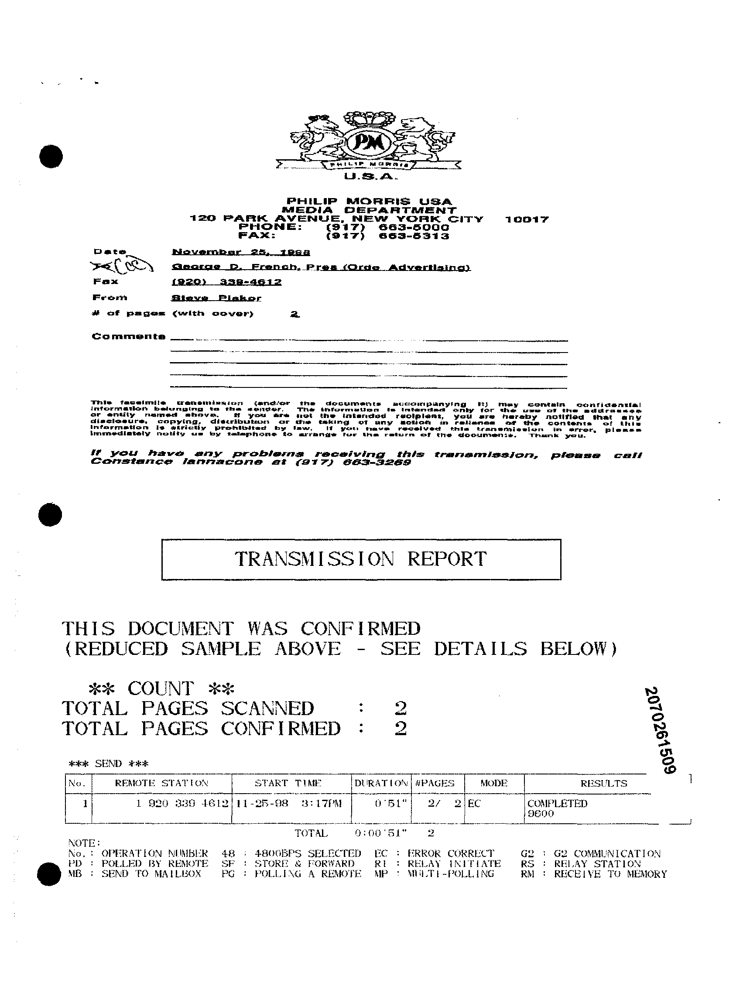 PM
PHILIP MORRIS
U.S.A.
PHILIP MORRIS USA
MEDIA DEPARTMENT
120 PARK AVENUE, NEW YORK CITY 10017
PHONE: (917) 663-5000
FAX: (917) 663-5313
Date November 25, 1998
George D. French, Pres (Orde Advertising)
Fax (920) 339-4612
From Steve Piskor
# of pages (with cover) 2
Comments
This facsimile transmission (and/or the documents accompanying it) may contain confidential
information belonging to the sender. The information is intended only for the use of the addressee
or entity named above. If you are not the intended recipient, you are hereby notified that any
disclosure, copying, distribution or the taking of any action in reliance of the contents of this
information is strictly prohibited by law. If you have received this transmission in error, please
immediately notify us by telephone to arrange for the return of the documents. Thank you.
If you have any problems receiving this transmission, please call
Constance Iannacone at (917) 663-3269
TRANSMISSION REPORT
THIS DOCUMENT WAS CONFIRMED
(REDUCED SAMPLE ABOVE - SEE DETAILS BELOW)
** COUNT **
TOTAL PAGES SCANNED : 2
TOTAL PAGES CONFIRMED : 2
*** SEND ***
No. REMOTE STATION START TIME DURATION #PAGES MODE RESULTS
1 1 920 339 4612 11-25-98 3:17PM 0'51" 2/ 2 EC COMPLETED
9600
TOTAL 0:00'51" 2
NOTE:
No. : OPERATION NUMBER 48 : 4800BPS SELECTED EC : ERROR CORRECT G2 : G2 COMMUNICATION
PD : POLLED BY REMOTE SF : STORE & FORWARD RI : RELAY INITIATE RS : RELAY STATION
MB : SEND TO MAILBOX PG : POLLING A REMOTE MP : MULTI-POLLING RM : RECEIVE TO MEMORY
2070261509